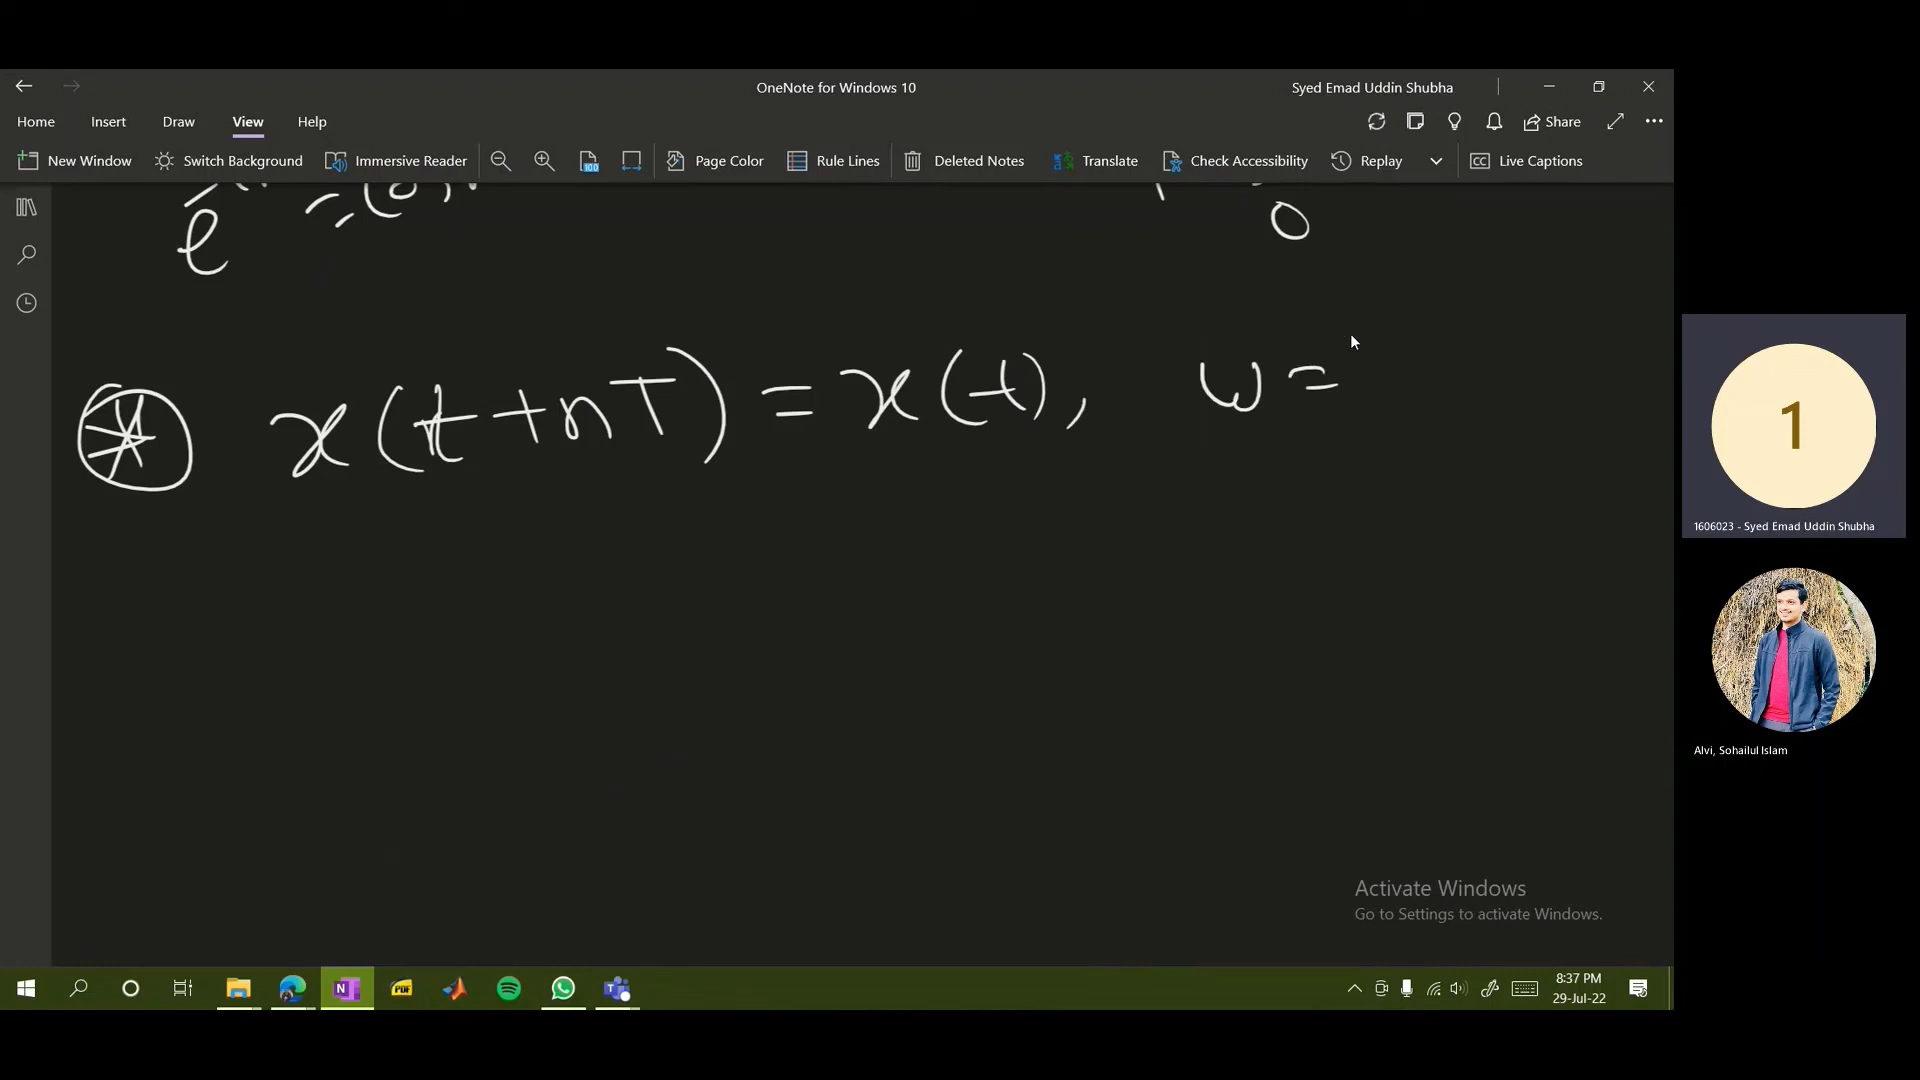 OneNote for Windows 10
Syed Emad Uddin Shubha
Home Insert Draw View Help
Share
New Window Switch Background Immersive Reader Page Color Rule Lines Deleted Notes Translate Check Accessibility Replay Live Captions
0
x(t+nT) = x(t), ω =
1
1606023 - Syed Emad Uddin Shubha
Alvi, Sohailul Islam
Activate Windows
Go to Settings to activate Windows.
8:37 PM
29-Jul-22